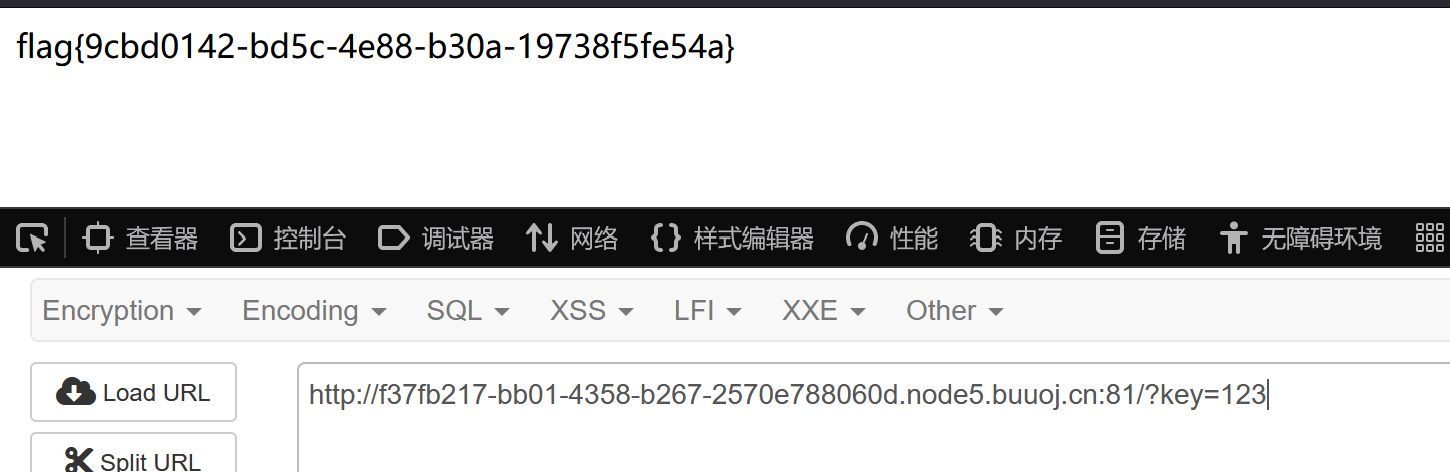 flag{9cbd0142-bd5c-4e88-b30a-19738f5fe54a}
查看器 控制台 调试器 网络 {} 样式编辑器 性能 内存 存储 无障碍环境
Encryption Encoding SQL XSS LFI XXE Other
Load URL http://f37fb217-bb01-4358-b267-2570e788060d.node5.buuoj.cn:81/?key=123
Split URL